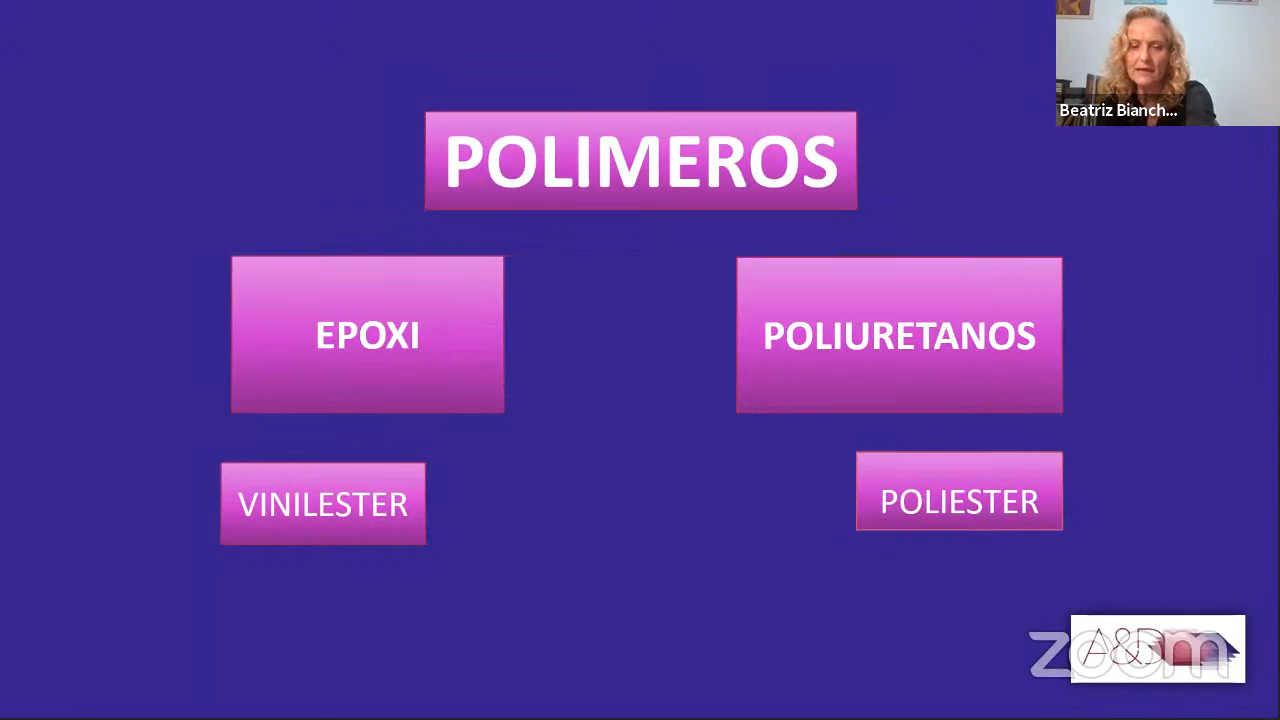 POLIMEROS
Beatriz Bianch...
EPOXI
POLIURETANOS
VINILESTER
POLIESTER
A&D
zoom